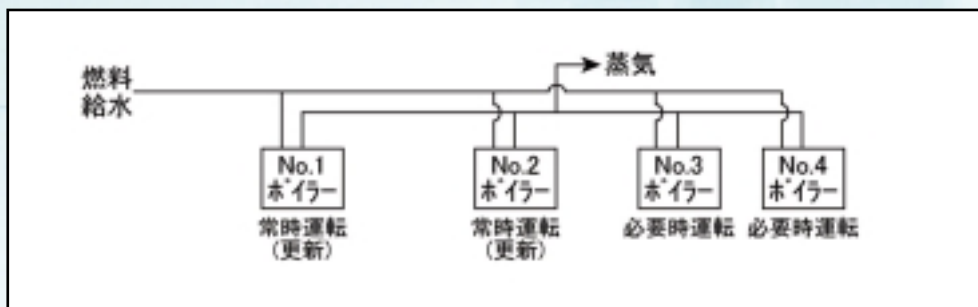 燃料
給水
蒸気
No.1
ボイラー
No.2
ボイラー
No.3
ボイラー
No.4
ボイラー
常時運転
(更新)
常時運転
(更新)
必要時運転
必要時運転